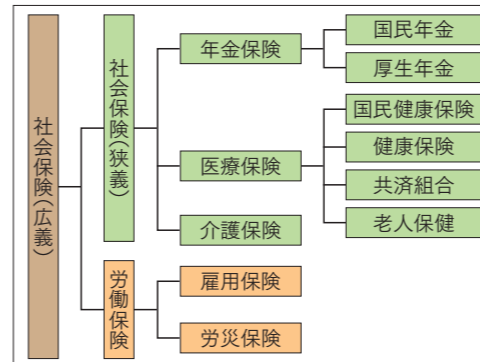 社会保険(広義)
社会保険(狭義)
年金保険
国民年金
厚生年金
医療保険
国民健康保険
健康保険
共済組合
老人保健
介護保険
労働保険
雇用保険
労災保険